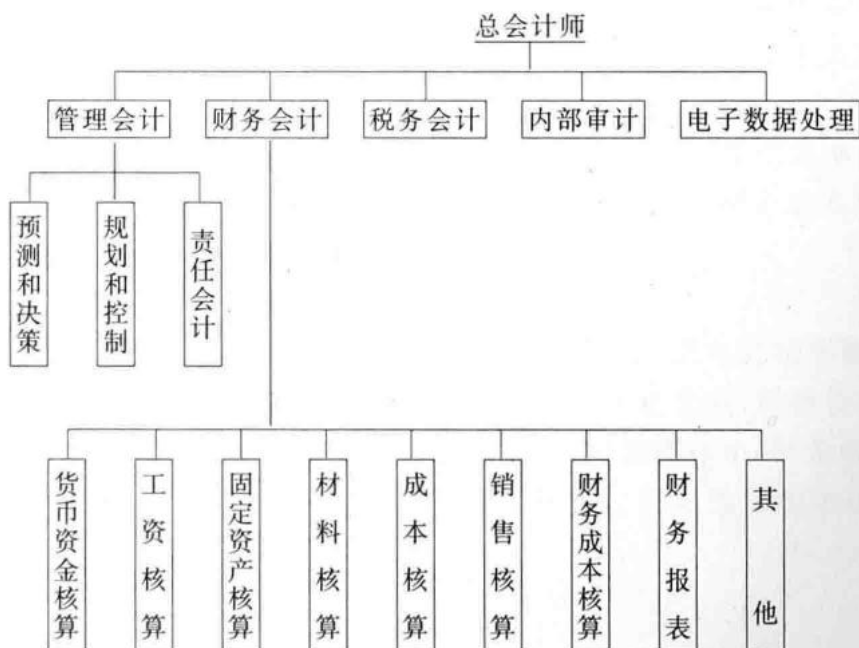 总会计师
管理会计
财务会计
税务会计
内部审计
电子数据处理
预测和决策
规划和控制
责任会计
货币资金核算
工资核算
固定资产核算
材料核算
成本核算
销售核算
财务成本核算
财务报表
其他